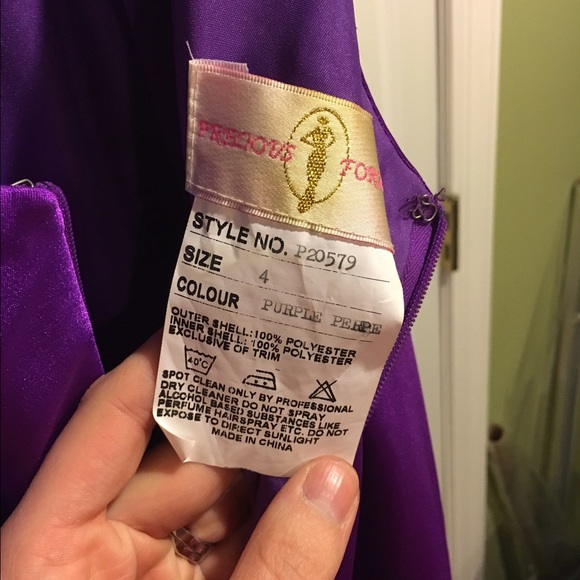 PRECIOUS FORM
STYLE NO. P20579
SIZE 4
COLOUR PURPLE
OUTER SHELL:100% POLYESTER
INNER SHELL: 100% POLYESTER
EXCLUSIVE OF TRIM
40°C
SPOT CLEAN ONLY BY PROFESSIONAL
DRY CLEANER DO NOT SPRAY
ALCOHOL BASED SUBSTANCES LIKE
PERFUME HAIRSPRAY ETC. DO NOT
EXPOSE TO DIRECT SUNLIGHT
MADE IN CHINA